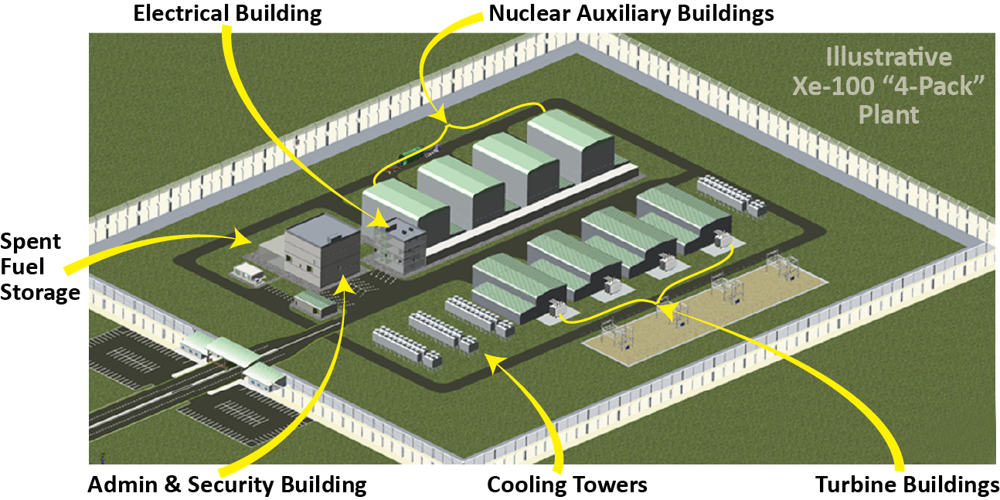 Electrical Building
Nuclear Auxiliary Buildings
Illustrative
Xe-100 “4-Pack”
Plant
Spent
Fuel
Storage
Admin & Security Building
Cooling Towers
Turbine Buildings